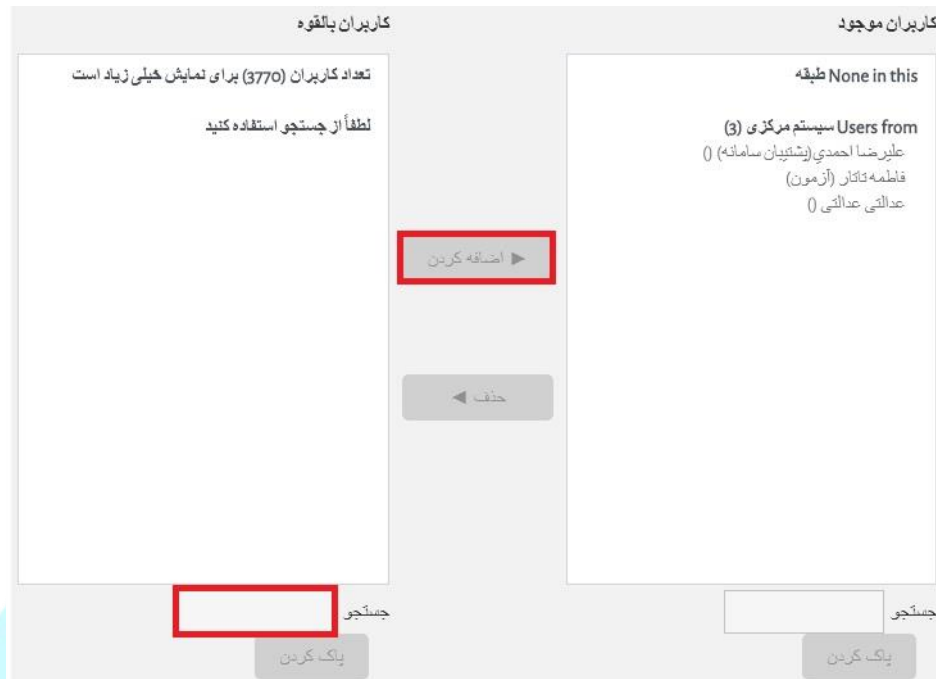 کاربران موجود
None in this طبقه
Users from سیستم مرکزی (3)
علیرضا احمدی(پشتیبان سامانه) ()
فاطمه تاتار (آزمون)
عدالتی عدالتی ()
جستجو
پاک کردن
◄ اضافه کردن
حذف ►
کاربران بالقوه
تعداد کاربران (3770) برای نمایش خیلی زیاد است
لطفاً از جستجو استفاده کنید
جستجو
پاک کردن